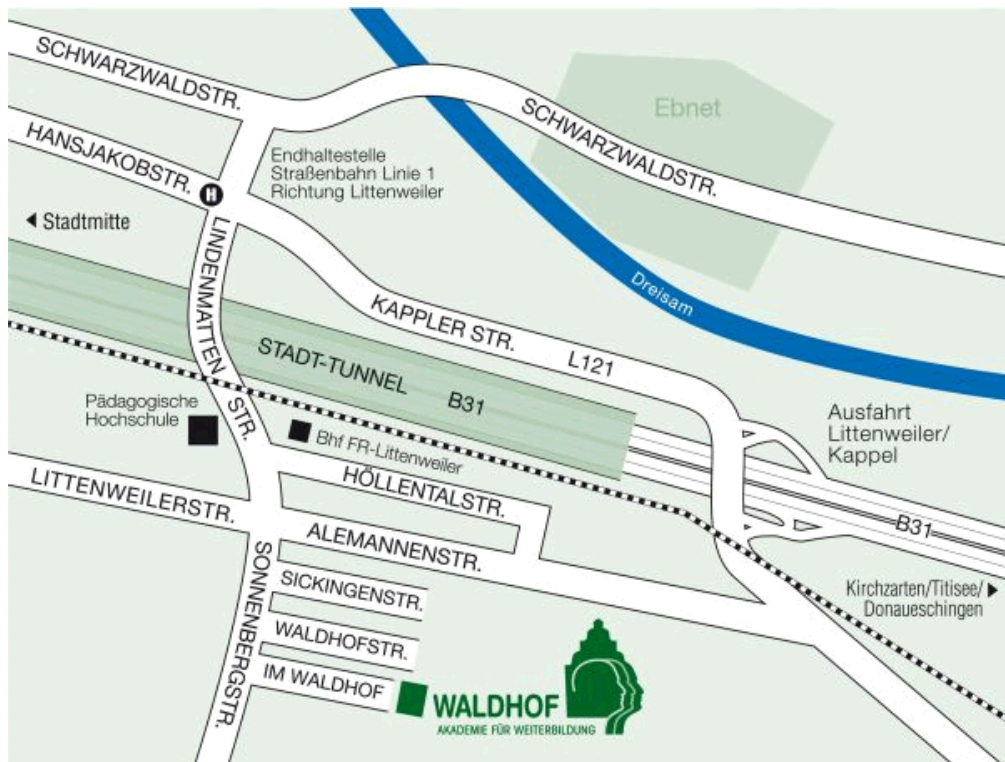 SCHWARZWALDSTR.
Ebnet
SCHWARZWALDSTR.
HANSJAKOBSTR.
Endhaltestelle
Straßenbahn Linie 1
Richtung Littenweiler
H
Stadtmitte
LINDENMATTEN STR.
Dreisam
KAPPLER STR. L121
STADT-TUNNEL B31
Pädagogische
Hochschule
Bhf FR-Littenweiler
Ausfahrt
Littenweiler/
Kappel
HÖLLENTALSTR.
LITTENWEILERSTR.
B31
ALEMANNENSTR.
Kirchzarten/Titisee/
Donaueschingen
SONNENBERGSTR.
SICKINGENSTR.
WALDHOFSTR.
IM WALDHOF
WALDHOF
AKADEMIE FÜR WEITERBILDUNG